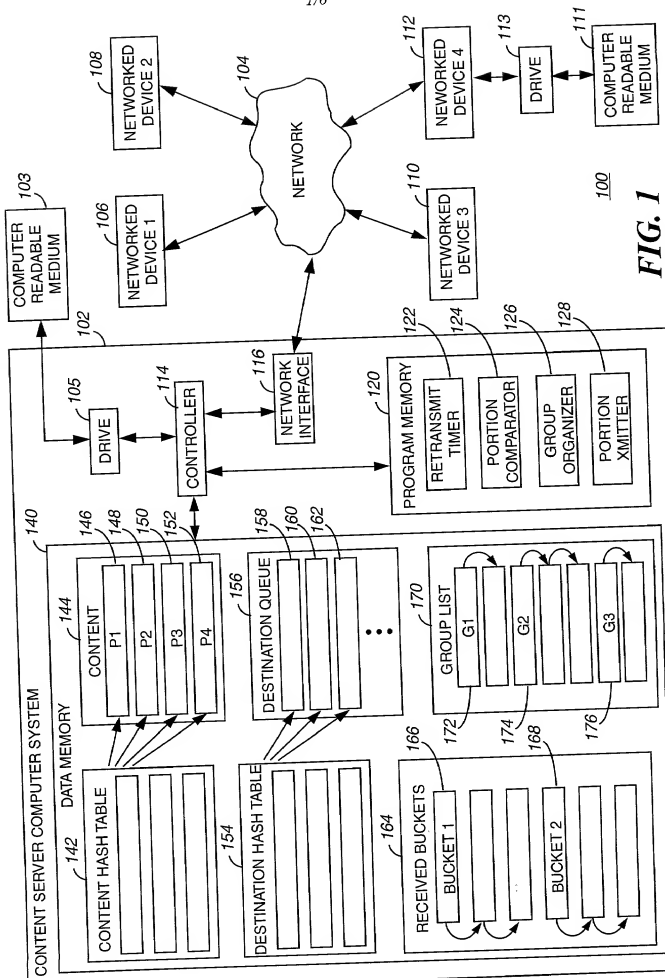 1/6
CONTENT SERVER COMPUTER SYSTEM
102
DATA MEMORY
140
142
CONTENT HASH TABLE
144
CONTENT
P1
146
P2
148
P3
150
P4
152
154
DESTINATION HASH TABLE
156
DESTINATION QUEUE
158
160
162
164
RECEIVED BUCKETS
BUCKET 1
166
BUCKET 2
168
170
GROUP LIST
G1
172
G2
174
G3
176
COMPUTER
READABLE
MEDIUM
103
DRIVE
105
CONTROLLER
114
NETWORK
INTERFACE
116
120
PROGRAM MEMORY
RETRANSMIT
TIMER
122
PORTION
COMPARATOR
124
GROUP
ORGANIZER
126
PORTION
XMITTER
128
106
NETWORKED
DEVICE 1
108
NETWORKED
DEVICE 2
104
NETWORK
110
NETWORKED
DEVICE 3
112
NEWORKED
DEVICE 4
113
DRIVE
111
COMPUTER
READABLE
MEDIUM
100
FIG. 1